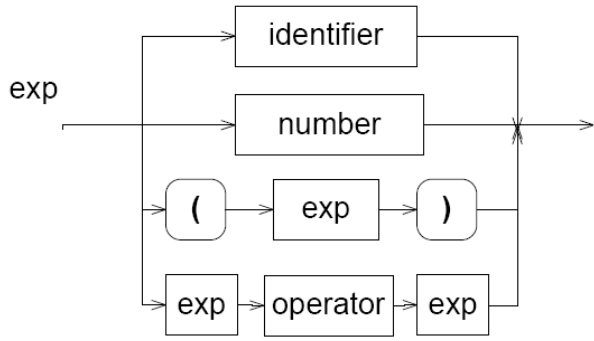 identifier
exp
number
( exp )
exp operator exp